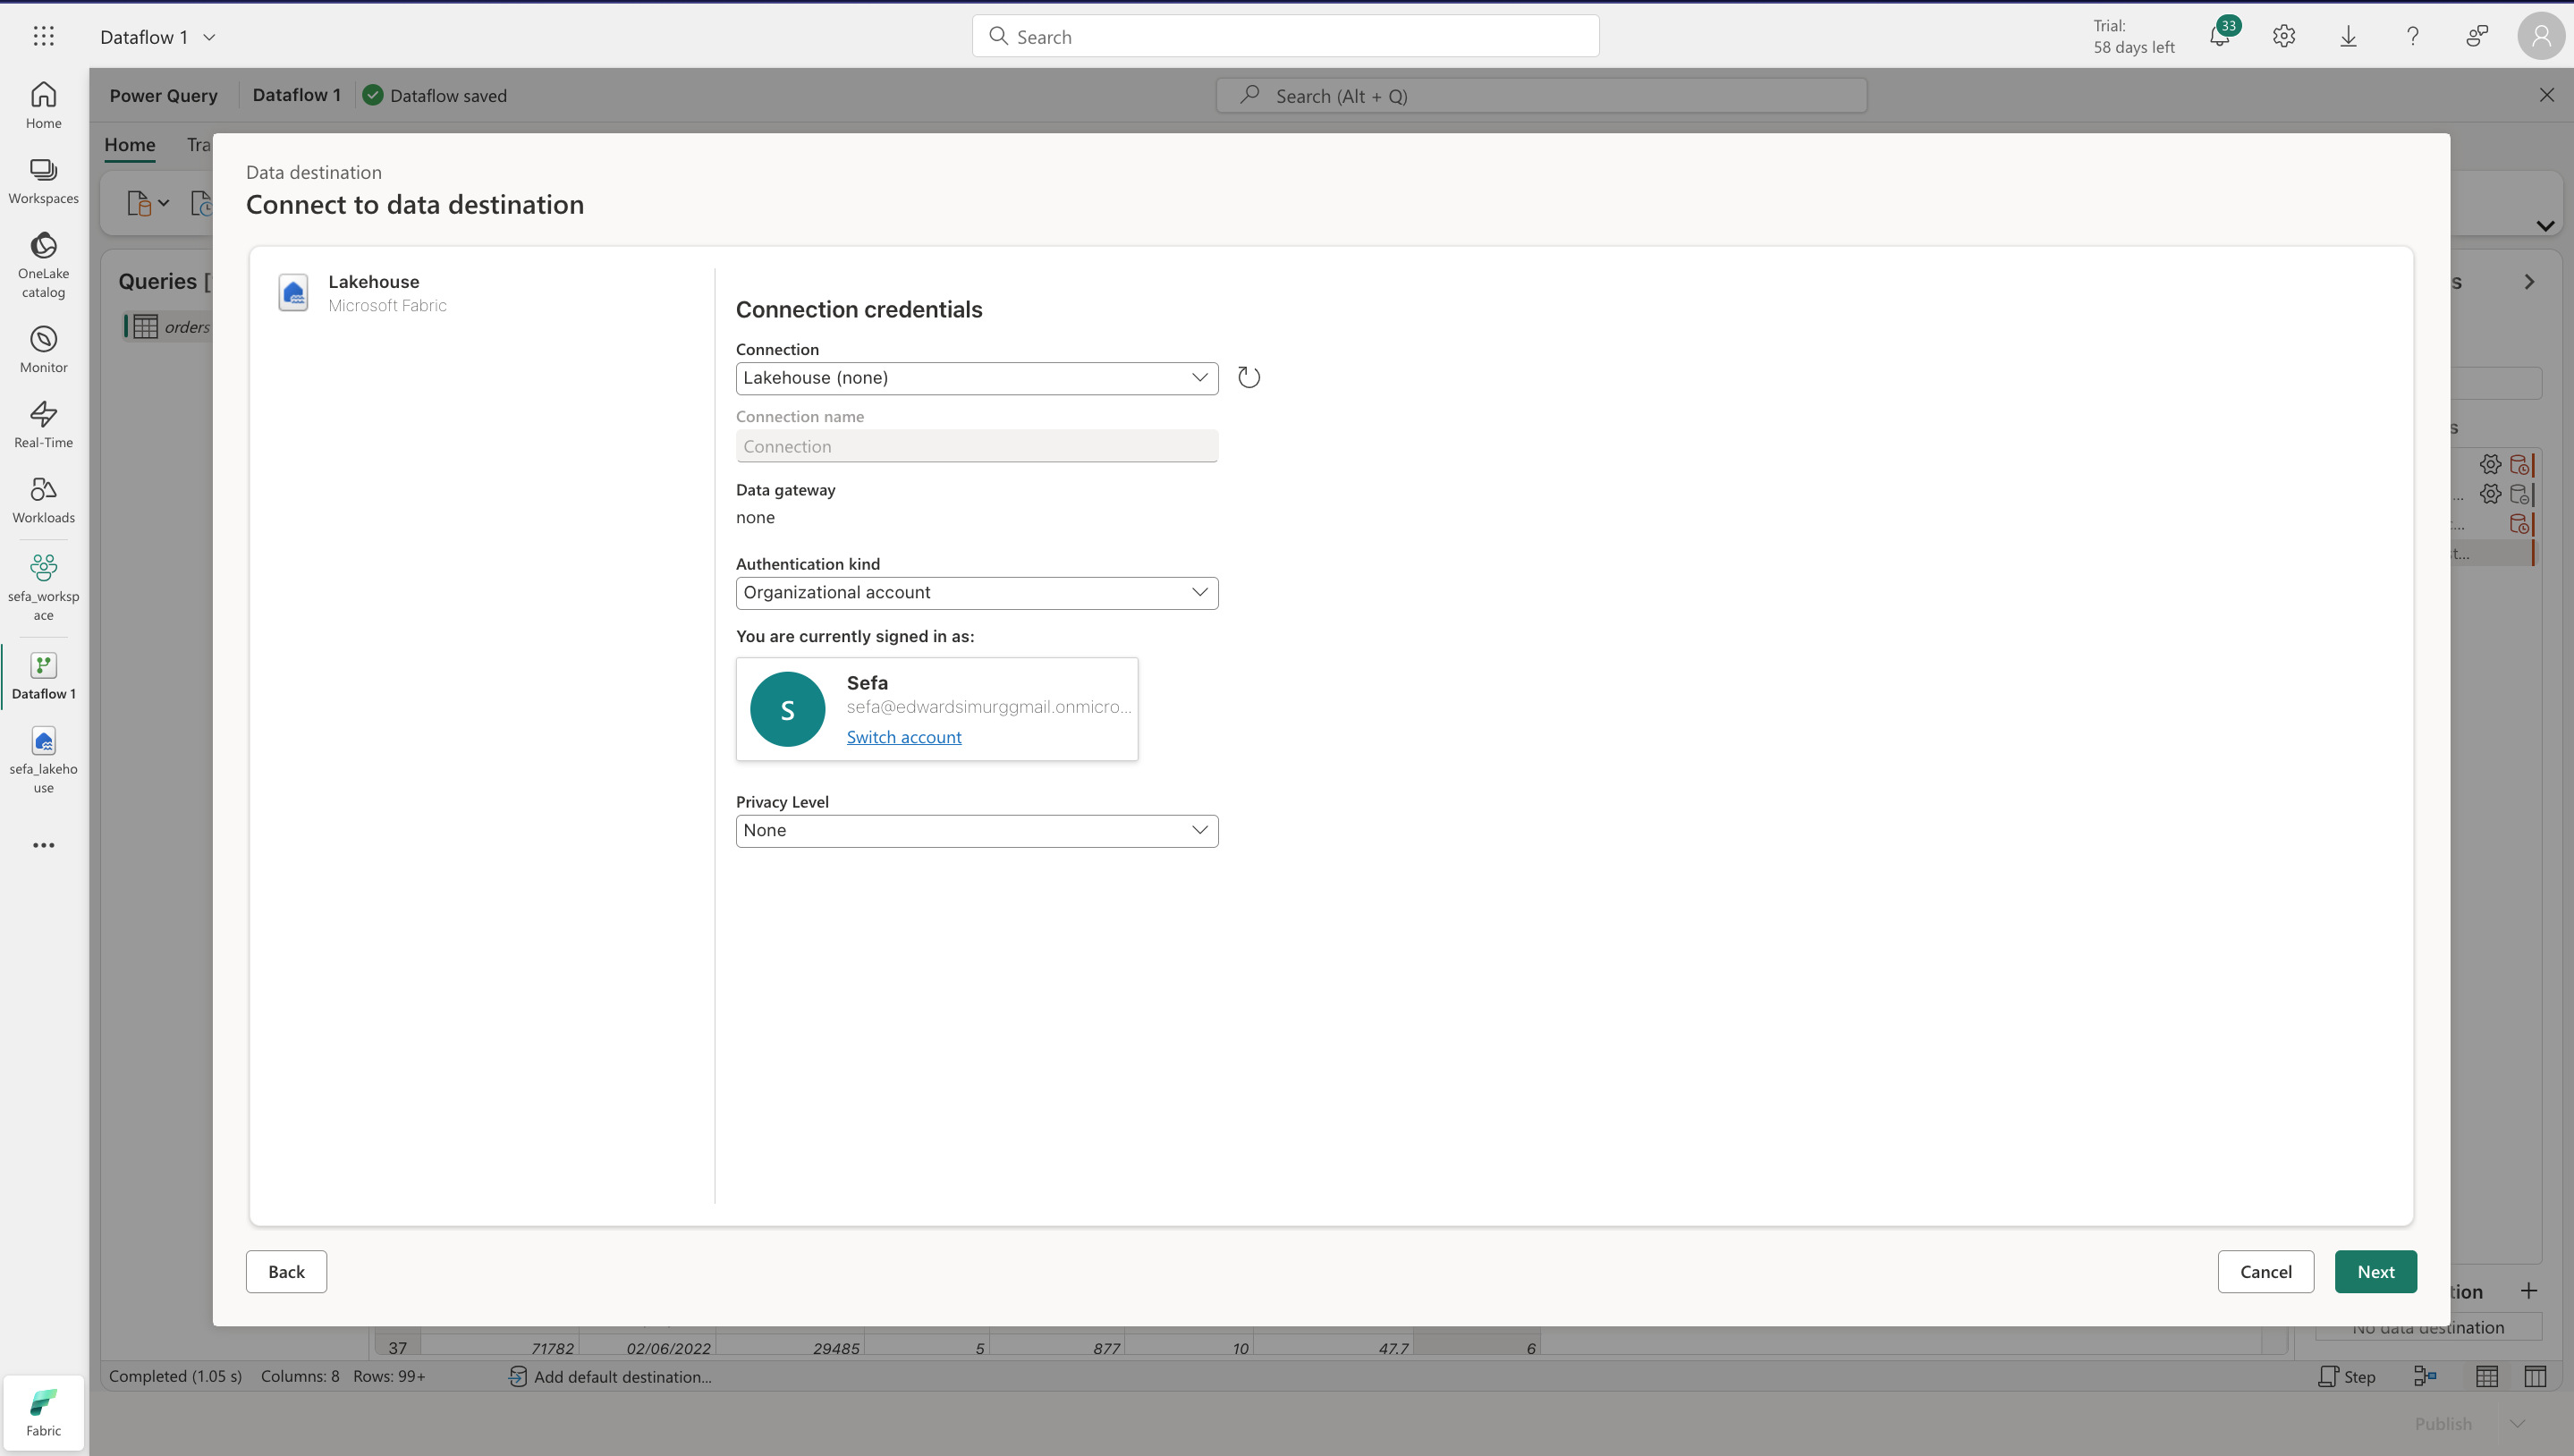 Dataflow 1
Search
Trial:
58 days left
33
Home
Workspaces
OneLake
catalog
Monitor
Real-Time
Workloads
sefa_worksp
ace
Dataflow 1
sefa_lakeho
use
Fabric
Power Query
Dataflow 1
Dataflow saved
Search (Alt + Q)
Home
Tra
Queries [
orders
Data destination
Connect to data destination
Lakehouse
Microsoft Fabric
Connection credentials
Connection
Lakehouse (none)
Connection name
Connection
Data gateway
none
Authentication kind
Organizational account
You are currently signed in as:
S
Sefa
sefa@edwardsimurggmail.onmicro...
Switch account
Privacy Level
None
Back
Cancel
Next
s
s
...
:...
st...
tion
No data destination
37 71782 02/06/2022 29485 5 877 10 47.7 6
Completed (1.05 s) Columns: 8 Rows: 99+
Add default destination...
Step
Publish